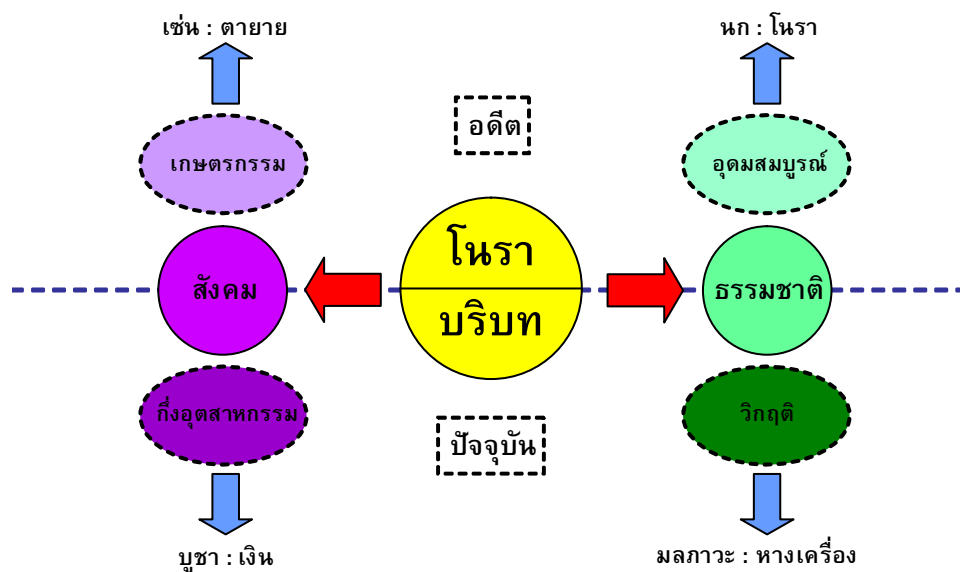 เซ่น : ตายาย
นก : โนรา
อดีต
เกษตรกรรม
อุดมสมบูรณ์
โนรา
สังคม
ธรรมชาติ
บริบท
กึ่งอุตสาหกรรม
วิกฤติ
ปัจจุบัน
บูชา : เงิน
มลภาวะ : หางเครื่อง